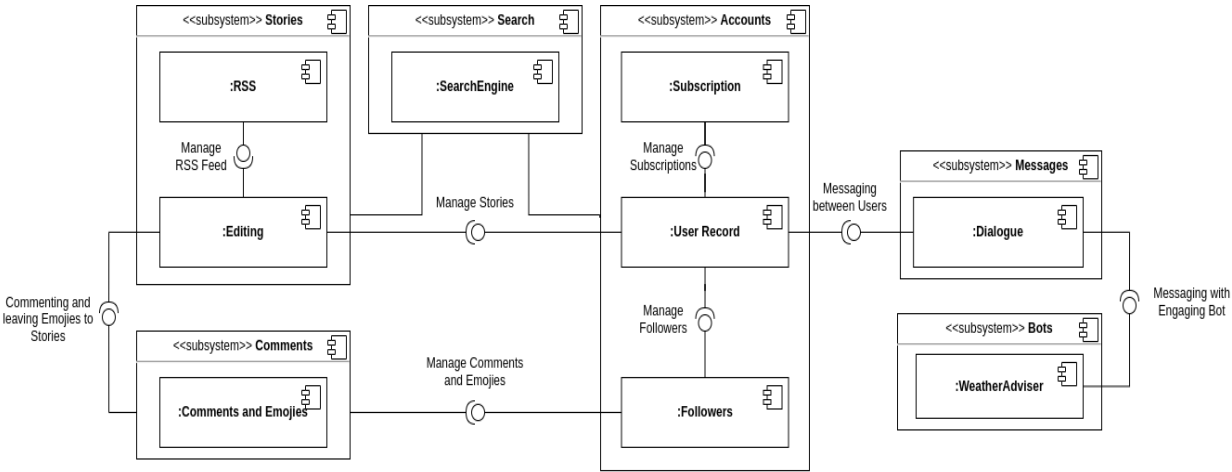 <<subsystem>> Stories
:RSS
Manage
RSS Feed
:Editing
<<subsystem>> Search
:SearchEngine
Manage Stories
<<subsystem>> Accounts
:Subscription
Manage
Subscriptions
:User Record
Manage
Followers
:Followers
Messaging
between Users
<<subsystem>> Messages
:Dialogue
Messaging with
Engaging Bot
<<subsystem>> Bots
:WeatherAdviser
Commenting and
leaving Emojies to
Stories
<<subsystem>> Comments
:Comments and Emojies
Manage Comments
and Emojies